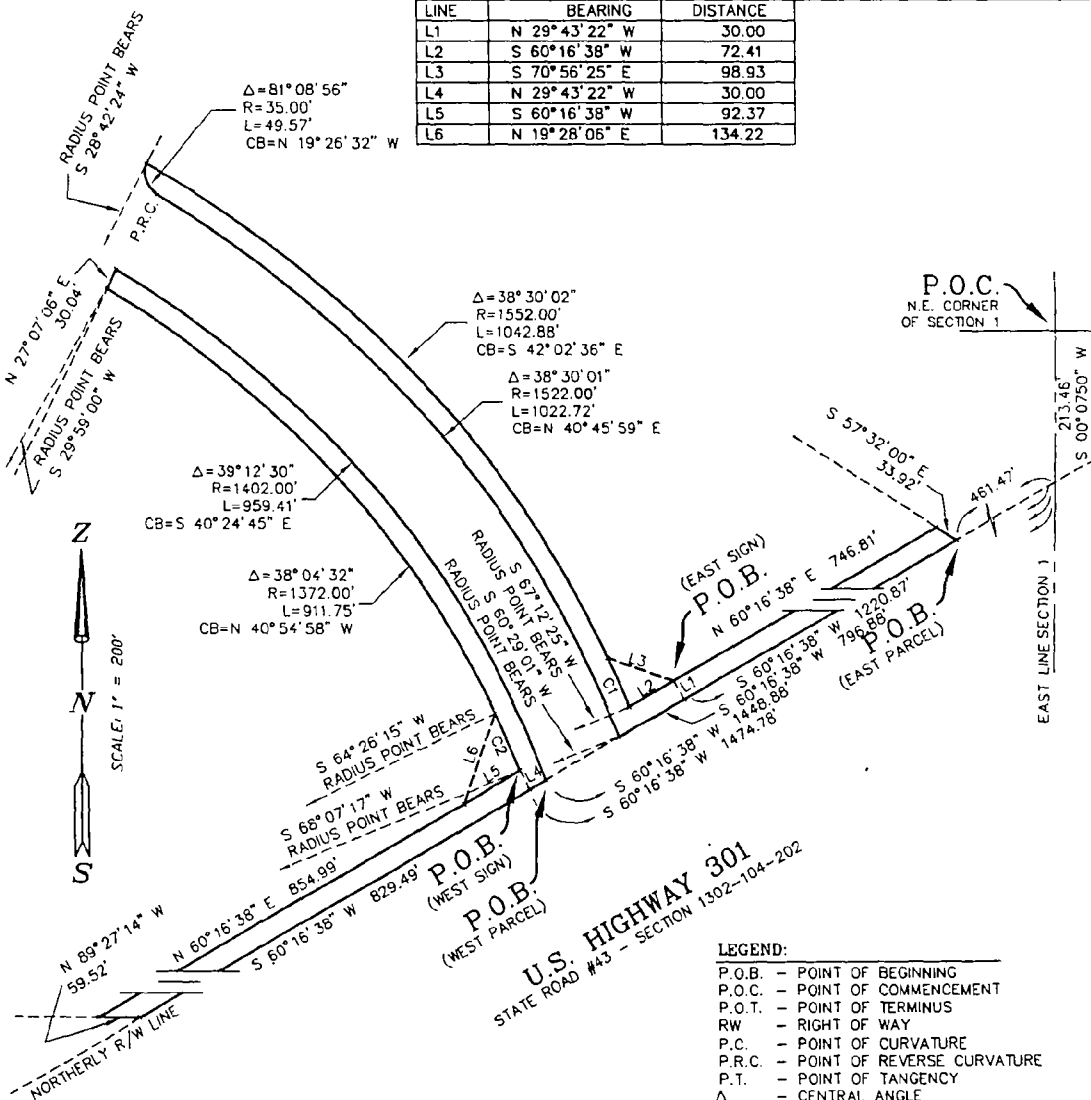 LINE BEARING DISTANCE
L1 N 29°43'22" W 30.00
L2 S 60°16'38" W 72.41
L3 S 70°56'25" E 98.93
L4 N 29°43'22" W 30.00
L5 S 60°16'38" W 92.37
L6 N 19°28'06" E 134.22
RADIUS POINT BEARS
S 28°42'24" W
Δ=81°08'56"
R=35.00'
L=49.57'
CB=N 19°26'32" W
P.R.C.
N 27°07'06" E
30.04'
RADIUS POINT BEARS
S 29°59'00" W
Δ=38°30'02"
R=1552.00'
L=1042.88'
CB=S 42°02'36" E
Δ=38°30'01"
R=1522.00'
L=1022.72'
CB=N 40°45'59" E
Δ=39°12'30"
R=1402.00'
L=959.41'
CB=S 40°24'45" E
Δ=38°04'32"
R=1372.00'
L=911.75'
CB=N 40°54'58" W
P.O.C.
N.E. CORNER
OF SECTION 1
213.46'
S 00°0750" W
EAST LINE SECTION 1
S 57°32'00" E
33.92'
461.47'
Z
N
S
SCALE: 1" = 200'
S 67°12'25" W
RADIUS POINT BEARS
S 60°29'01" W
RADIUS POINT BEARS
(EAST SIGN)
P.O.B.
N 60°16'38" E 746.81'
L3
C1
L2
L1
S 60°16'38" W 1220.87'
S 60°16'38" W 796.88'
P.O.B.
(EAST PARCEL)
S 60°16'38" W 1448.88'
S 60°16'38" W 1474.78'
S 64°26'15" W
RADIUS POINT BEARS
S 68°07'17" W
RADIUS POINT BEARS
L6
C2
L5
L4
P.O.B.
(WEST SIGN)
P.O.B.
(WEST PARCEL)
N 60°16'38" E 854.99'
S 60°16'38" W 829.49'
N 89°27'14" W
59.52'
NORTHERLY R/W LINE
U.S. HIGHWAY 301
STATE ROAD #43 - SECTION 1302-104-202
LEGEND:
P.O.B. - POINT OF BEGINNING
P.O.C. - POINT OF COMMENCEMENT
P.O.T. - POINT OF TERMINUS
RW - RIGHT OF WAY
P.C. - POINT OF CURVATURE
P.R.C. - POINT OF REVERSE CURVATURE
P.T. - POINT OF TANGENCY
Δ - CENTRAL ANGLE